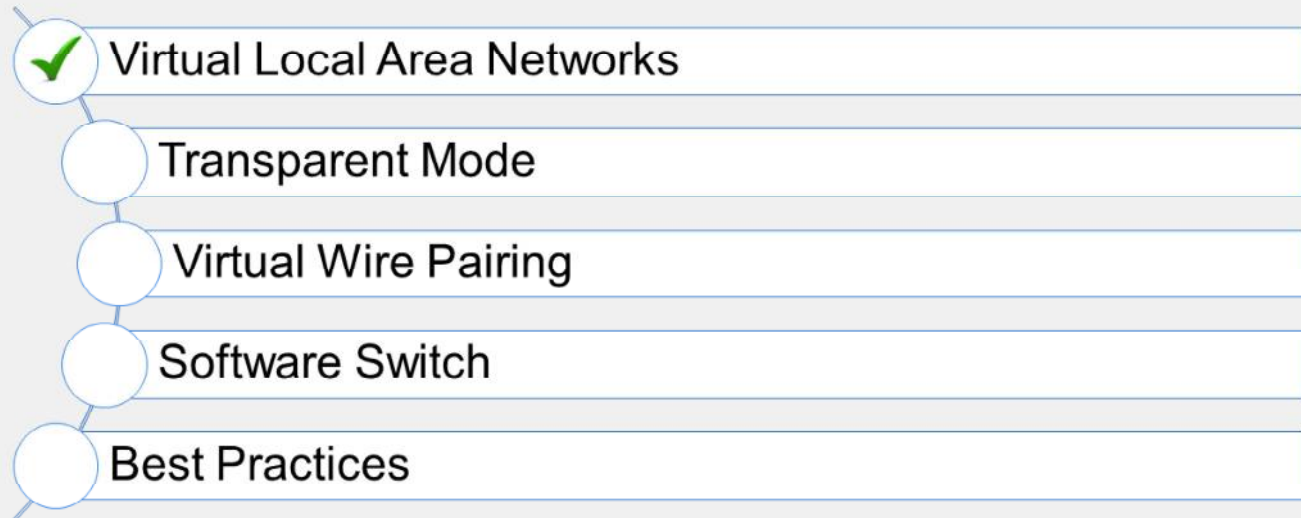 Virtual Local Area Networks
Transparent Mode
Virtual Wire Pairing
Software Switch
Best Practices